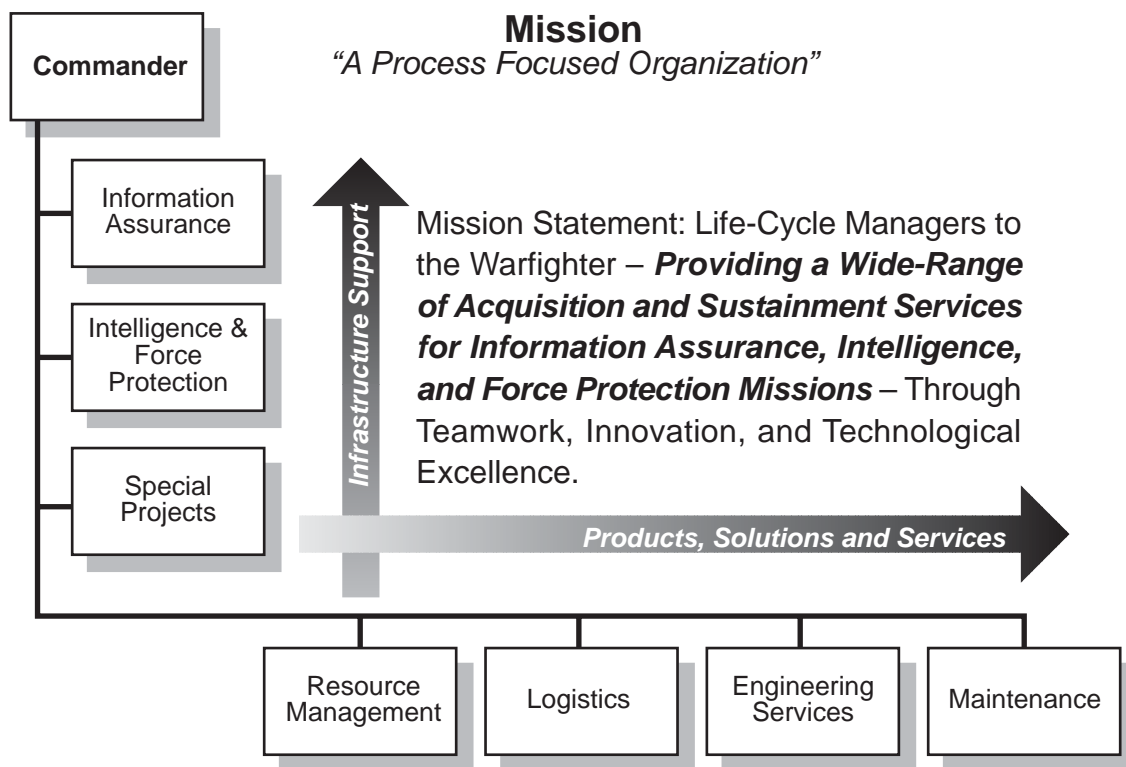 Mission
“A Process Focused Organization”
Commander
Information
Assurance
Intelligence &
Force
Protection
Special
Projects
Infrastructure Support
Mission Statement: Life-Cycle Managers to
the Warfighter – Providing a Wide-Range
of Acquisition and Sustainment Services
for Information Assurance, Intelligence,
and Force Protection Missions – Through
Teamwork, Innovation, and Technological
Excellence.
Products, Solutions and Services
Resource
Management
Logistics
Engineering
Services
Maintenance